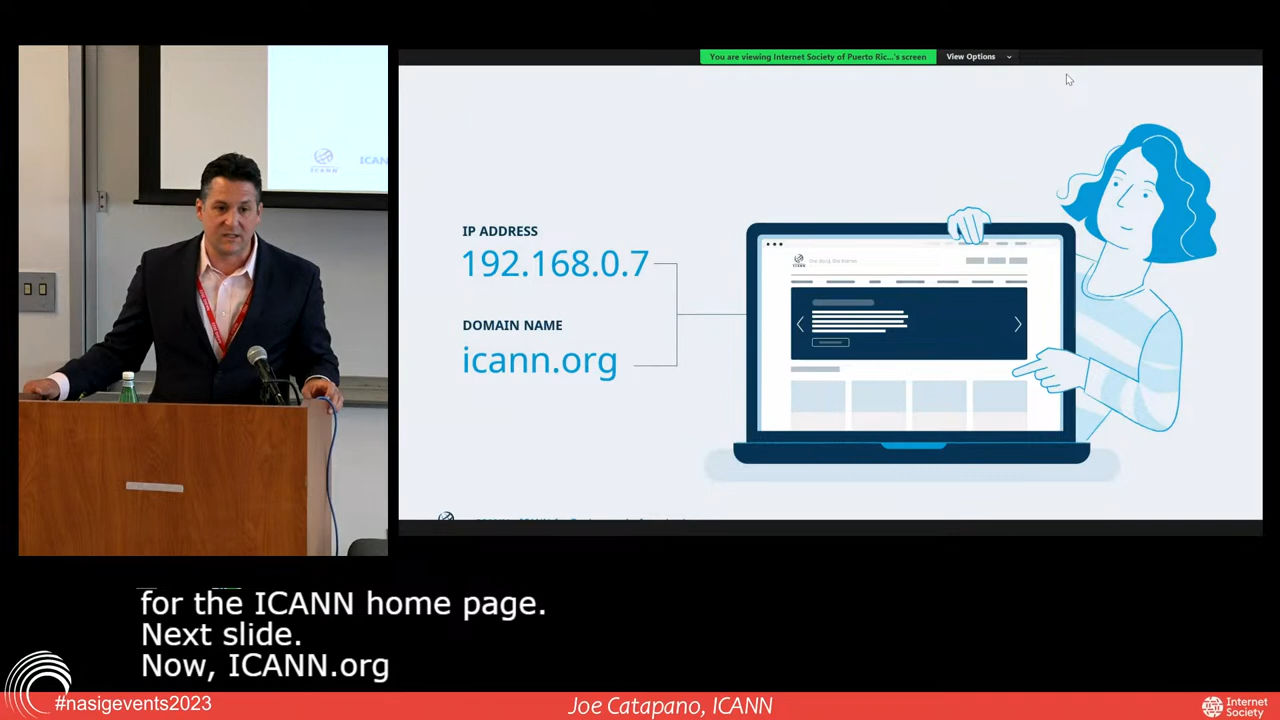 You are viewing Internet Society of Puerto Ric...'s screen
View Options
ICANN
IP ADDRESS
192.168.0.7
DOMAIN NAME
icann.org
for the ICANN home page.
Next slide.
Now, ICANN.org
#nasigevents2023
Joe Catapano, ICANN
Internet
Society